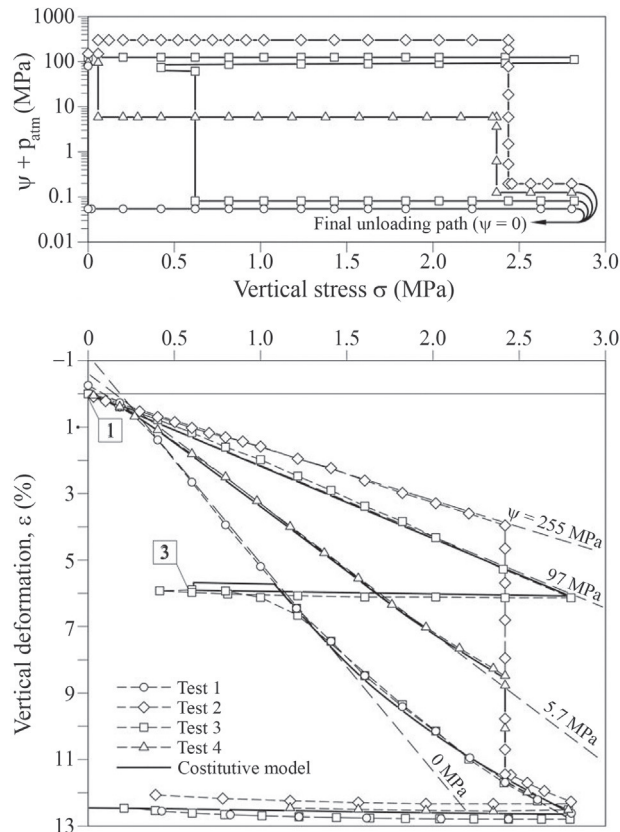 1000
100
10
1
0.1
0.01
ψ + patm (MPa)
Final unloading path (ψ = 0)
0 0.5 1.0 1.5 2.0 2.5 3.0
Vertical stress σ (MPa)
0 0.5 1.0 1.5 2.0 2.5 3.0
−1
1
3
5
7
9
11
13
Vertical deformation, ε (%)
1
3
ψ = 255 MPa
97 MPa
5.7 MPa
0 MPa
Test 1
Test 2
Test 3
Test 4
Costitutive model